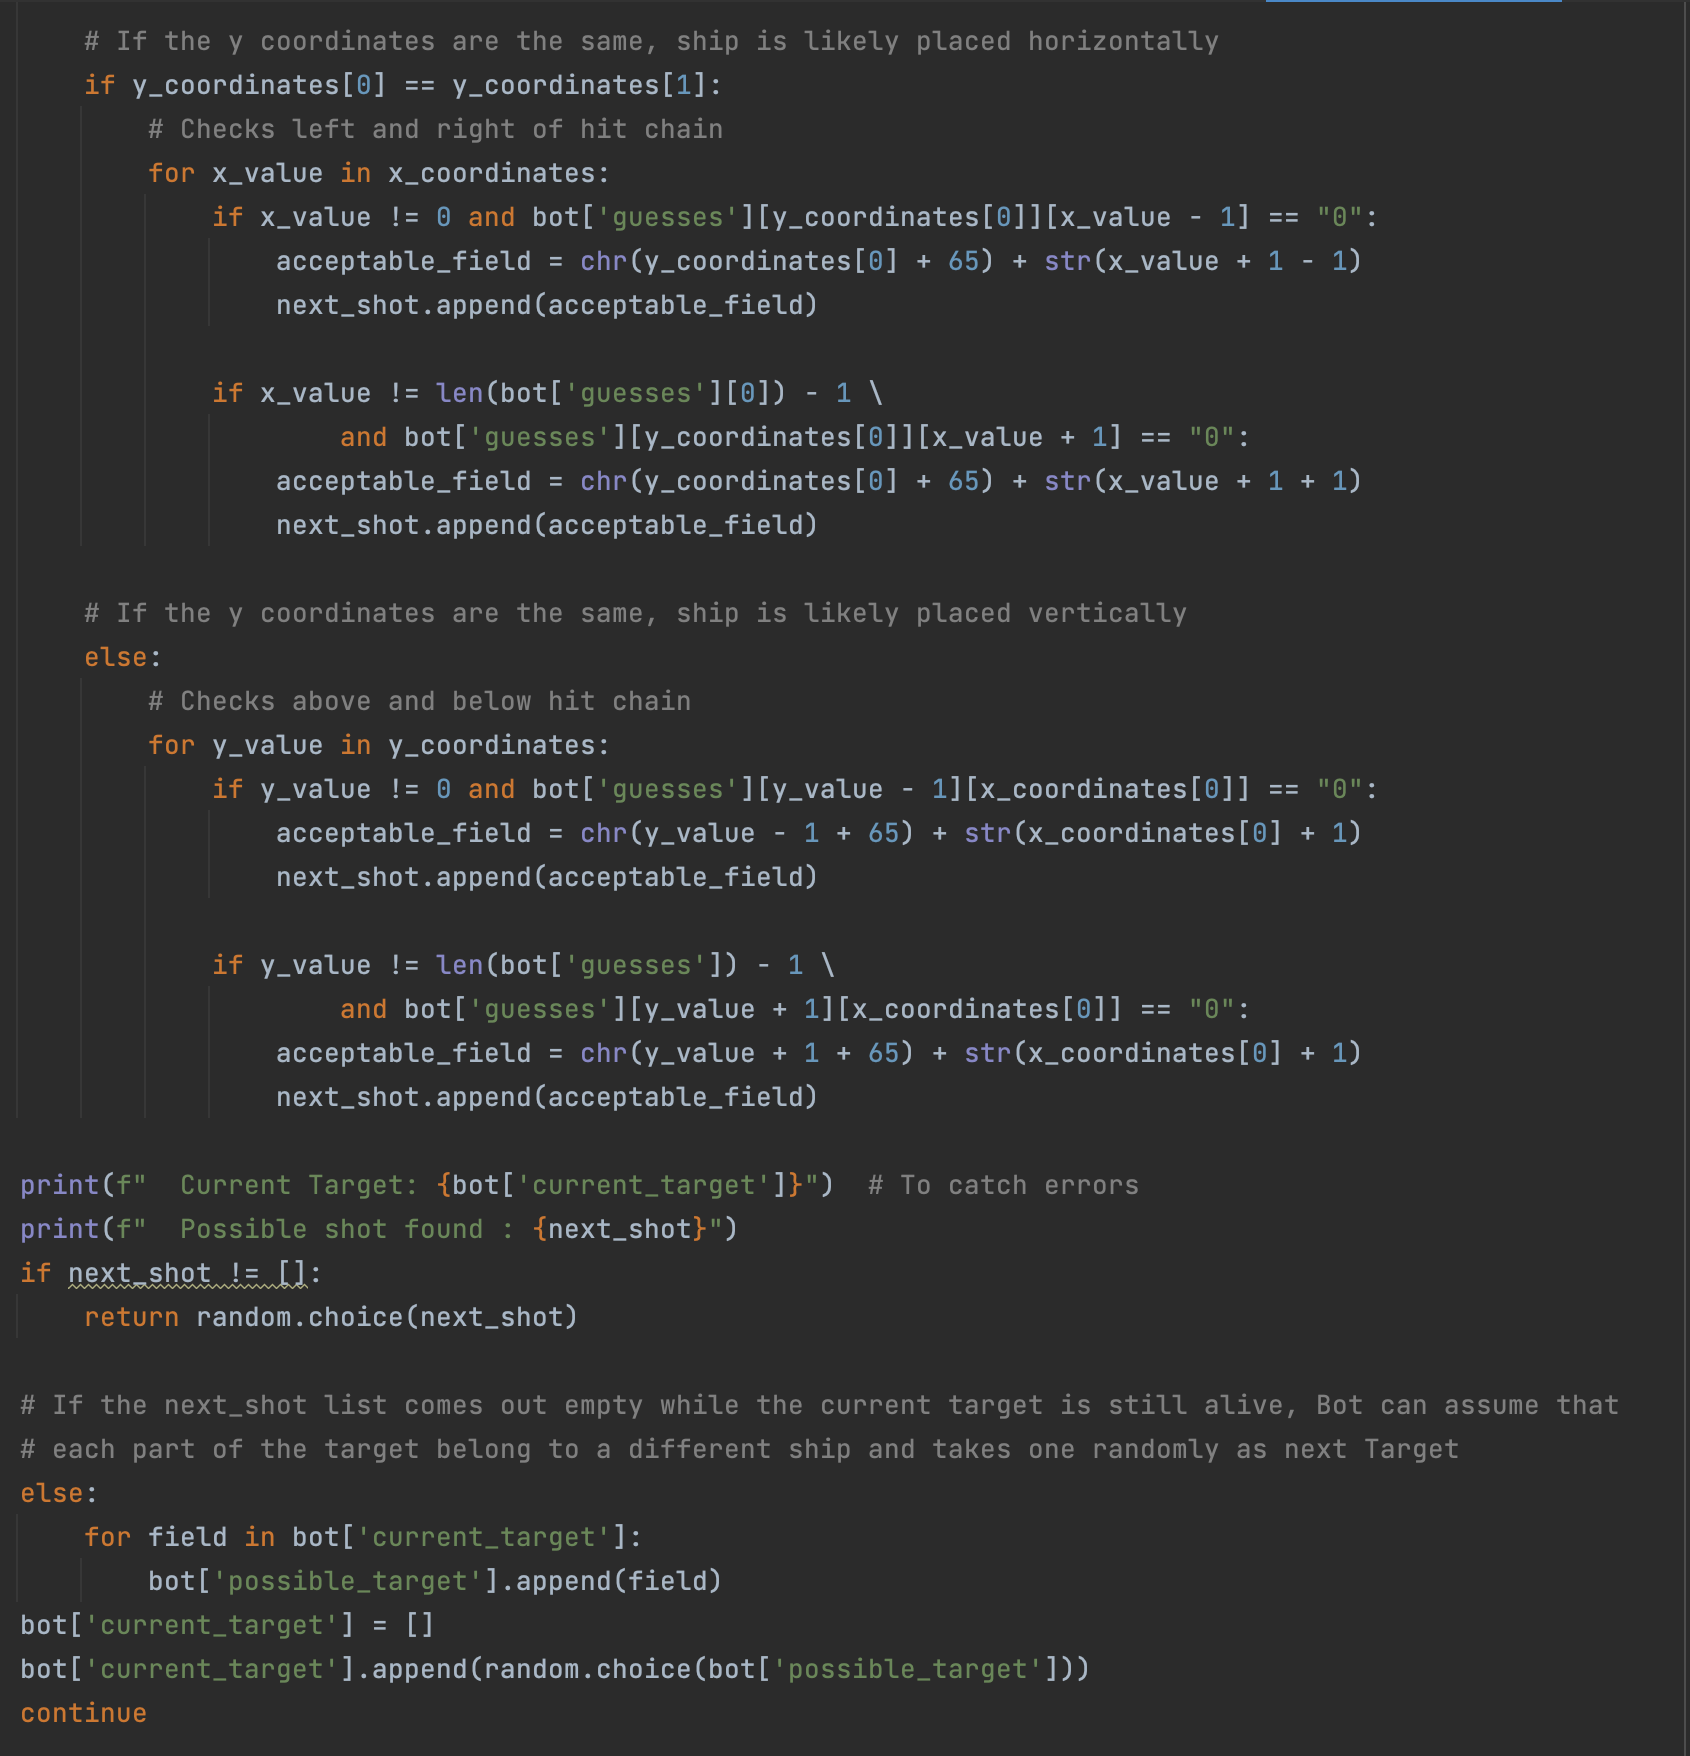 # If the y coordinates are the same, ship is likely placed horizontally
if y_coordinates[0] == y_coordinates[1]:
# Checks left and right of hit chain
for x_value in x_coordinates:
if x_value != 0 and bot['guesses'][y_coordinates[0]][x_value - 1] == "0":
acceptable_field = chr(y_coordinates[0] + 65) + str(x_value + 1 - 1)
next_shot.append(acceptable_field)
if x_value != len(bot['guesses'][0]) - 1 \
and bot['guesses'][y_coordinates[0]][x_value + 1] == "0":
acceptable_field = chr(y_coordinates[0] + 65) + str(x_value + 1 + 1)
next_shot.append(acceptable_field)
# If the y coordinates are the same, ship is likely placed vertically
else:
# Checks above and below hit chain
for y_value in y_coordinates:
if y_value != 0 and bot['guesses'][y_value - 1][x_coordinates[0]] == "0":
acceptable_field = chr(y_value - 1 + 65) + str(x_coordinates[0] + 1)
next_shot.append(acceptable_field)
if y_value != len(bot['guesses']) - 1 \
and bot['guesses'][y_value + 1][x_coordinates[0]] == "0":
acceptable_field = chr(y_value + 1 + 65) + str(x_coordinates[0] + 1)
next_shot.append(acceptable_field)
print(f"  Current Target: {bot['current_target']}")  # To catch errors
print(f"  Possible shot found : {next_shot}")
if next_shot != []:
return random.choice(next_shot)
# If the next_shot list comes out empty while the current target is still alive, Bot can assume that
# each part of the target belong to a different ship and takes one randomly as next Target
else:
for field in bot['current_target']:
bot['possible_target'].append(field)
bot['current_target'] = []
bot['current_target'].append(random.choice(bot['possible_target']))
continue